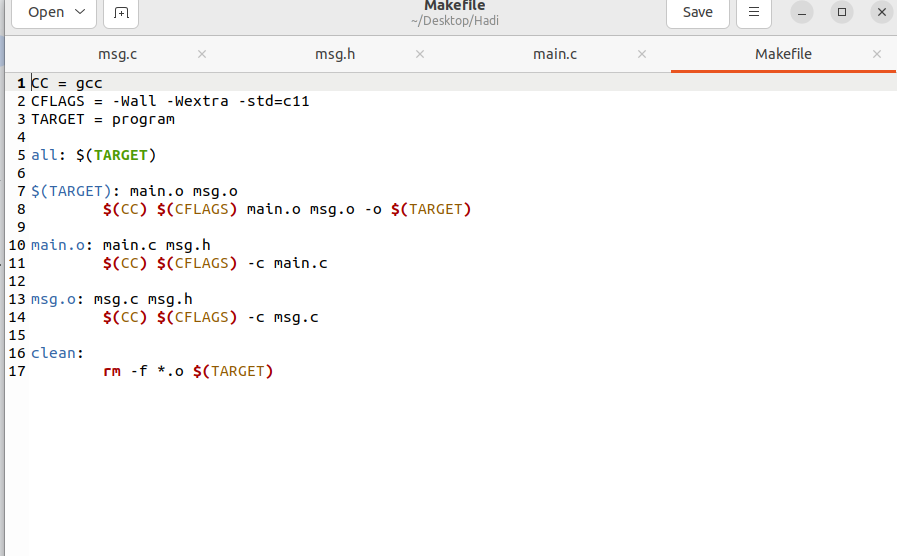 Open
Makefile
~/Desktop/Hadi
Save
msg.c × msg.h × main.c × Makefile ×
1 CC = gcc
2 CFLAGS = -Wall -Wextra -std=c11
3 TARGET = program
4
5 all: $(TARGET)
6
7 $(TARGET): main.o msg.o
8         $(CC) $(CFLAGS) main.o msg.o -o $(TARGET)
9
10 main.o: main.c msg.h
11         $(CC) $(CFLAGS) -c main.c
12
13 msg.o: msg.c msg.h
14         $(CC) $(CFLAGS) -c msg.c
15
16 clean:
17         rm -f *.o $(TARGET)